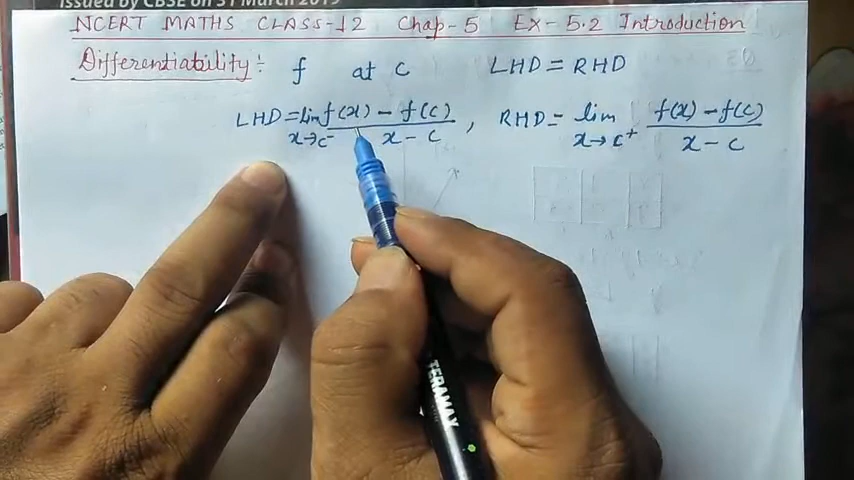 Issued by CBSE on 31 March 2019
NCERT MATHS CLASS-12 Chap-5 Ex-5.2 Introduction
Differentiability:- f at c LHD = RHD
LHD = lim x→c⁻ f(x) - f(c) / x - c , RHD = lim x→c⁺ f(x) - f(c) / x - c
TERAMAX